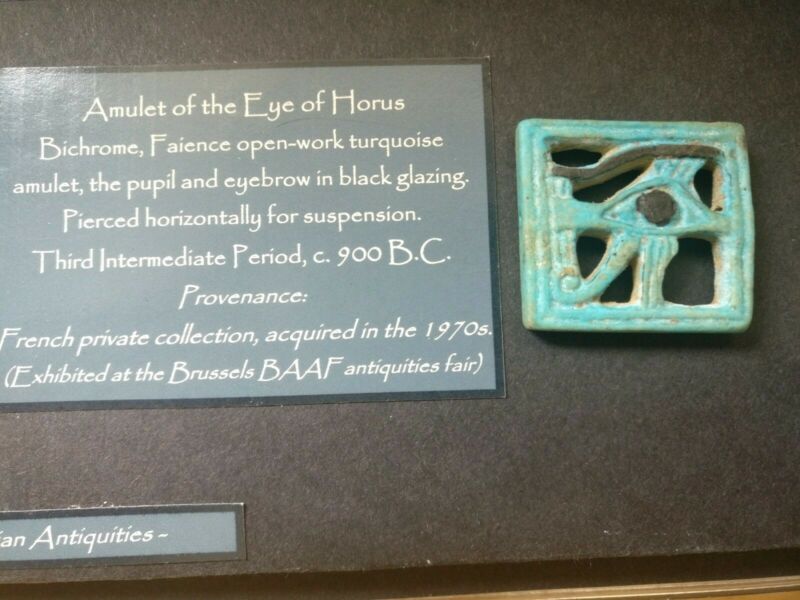 Amulet of the Eye of Horus
Bichrome, Faience open-work turquoise
amulet, the pupil and eyebrow in black glazing.
Pierced horizontally for suspension.
Third Intermediate Period, c. 900 B.C.
Provenance:
French private collection, acquired in the 1970s.
(Exhibited at the Brussels BAAF antiquities fair)
ian Antiquities ~